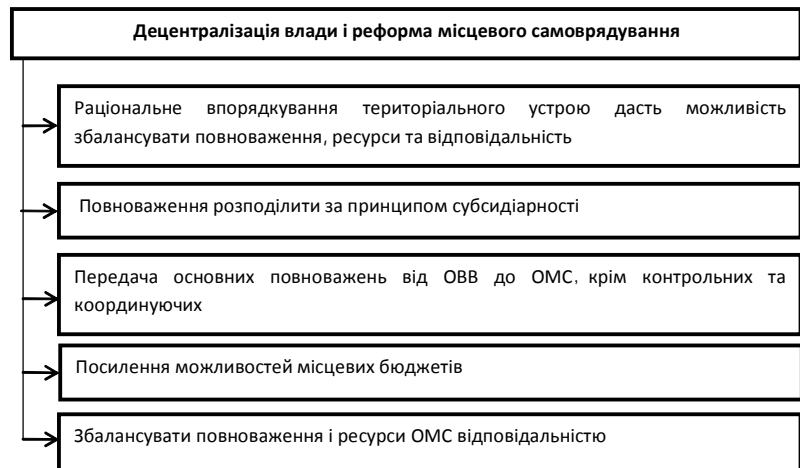 Децентралізація влади і реформа місцевого самоврядування
Раціональне впорядкування територіального устрою дасть можливість
збалансувати повноваження, ресурси та відповідальність
Повноваження розподілити за принципом субсидіарності
Передача основних повноважень від ОВВ до ОМС, крім контрольних та
координуючих
Посилення можливостей місцевих бюджетів
Збалансувати повноваження і ресурси ОМС відповідальністю